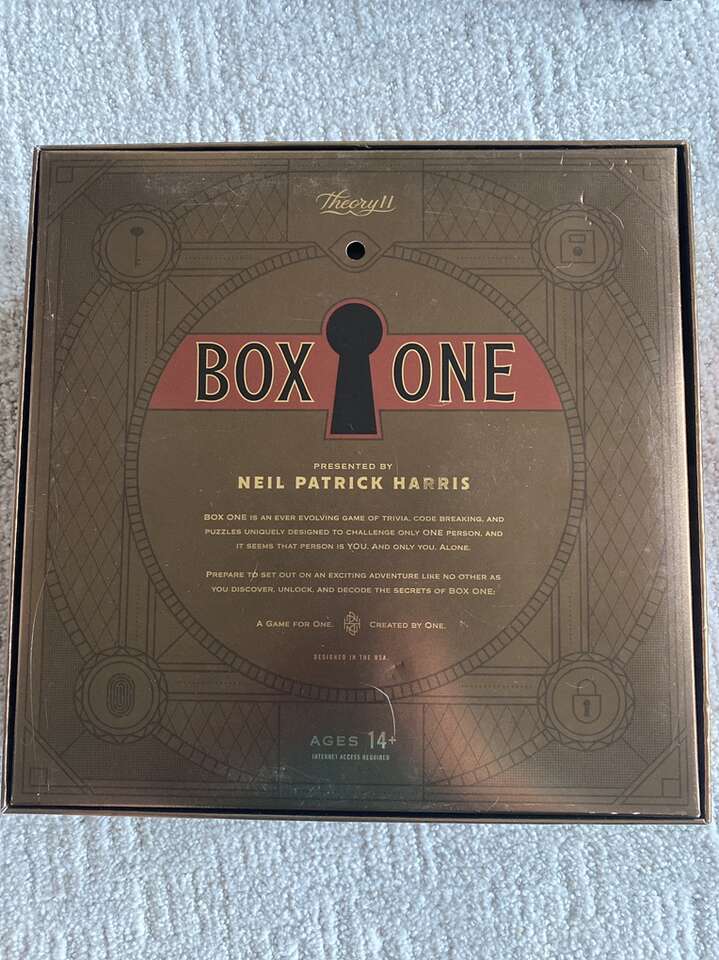 Theory11
BOX ONE
PRESENTED BY
NEIL PATRICK HARRIS
BOX ONE IS AN EVER EVOLVING GAME OF TRIVIA, CODE BREAKING, AND
PUZZLES UNIQUELY DESIGNED TO CHALLENGE ONLY ONE PERSON, AND
IT SEEMS THAT PERSON IS YOU. AND ONLY YOU. ALONE.
PREPARE TO SET OUT ON AN EXCITING ADVENTURE LIKE NO OTHER AS
YOU DISCOVER, UNLOCK, AND DECODE THE SECRETS OF BOX ONE:
A GAME FOR ONE. CREATED BY ONE.
DESIGNED IN THE USA.
AGES 14+
INTERNET ACCESS REQUIRED